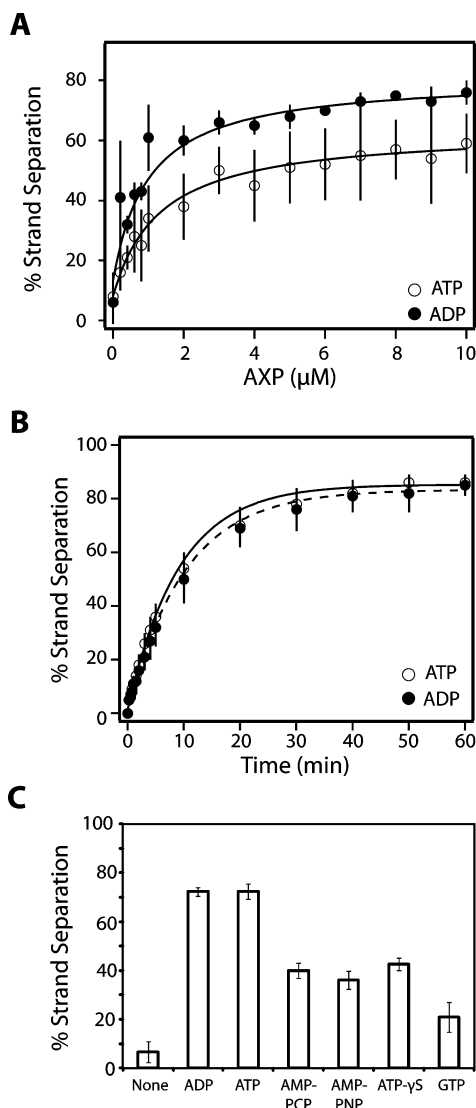 A
% Strand Separation
80
60
40
20
0
0 2 4 6 8 10
AXP (µM)
ATP
ADP
B
% Strand Separation
100
80
60
40
20
0
0 10 20 30 40 50 60
Time (min)
ATP
ADP
C
% Strand Separation
100
80
60
40
20
0
None ADP ATP AMP- AMP- ATP-γS GTP
PCP PNP